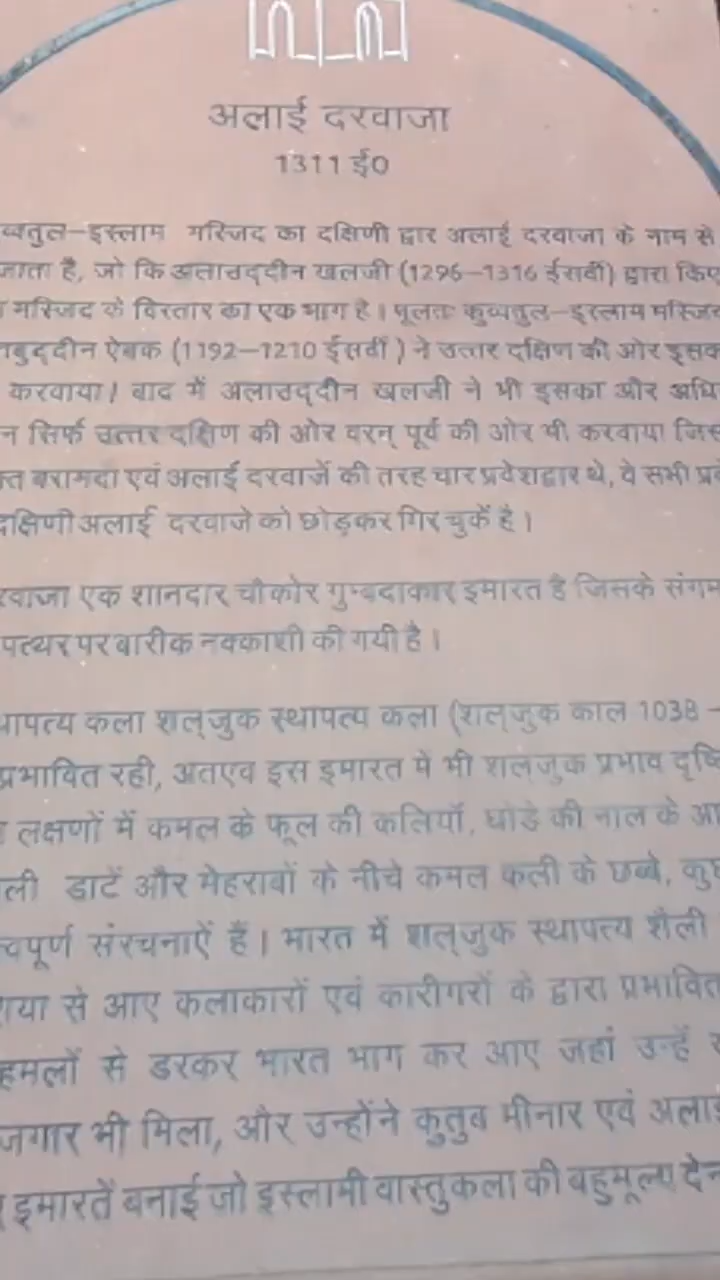 अलाई दरवाजा
1311 ई0
व्वतुल-इस्लाम मस्जिद का दक्षिणी द्वार अलाई दरवाजा के नाम से
जाता है, जो कि अलाउद्दीन खलजी (1296-1316 ईसवी) द्वारा किए
मस्जिद के विस्तार का एक भाग है। मूलतः कुव्वतुल-इस्लाम मस्जिद
तबुद्दीन ऐबक (1192-1210 ईसवी) ने उत्तर दक्षिण की ओर इसक
करवाया। बाद में अलाउद्दीन खलजी ने भी इसका और अधि
न सिर्फ उत्तर दक्षिण की ओर वरन् पूर्व की ओर भी करवाया जिस
क्त बरामदा एवं अलाई दरवाजें की तरह चार प्रवेशद्वार थे, वे सभी प्रवे
दक्षिणी अलाई दरवाजे को छोड़कर गिर चुकें है।
रवाजा एक शानदार चौकोर गुम्बदाकार इमारत है जिसके संगम
पत्थर पर बारीक नक्काशी की गयी है।
थापत्य कला शल्जुक स्थापत्य कला (शल्जुक काल 1038 -
प्रभावित रही, अतएव इस इमारत मे भी शलजुक प्रभाव दृष्टि
लक्षणों में कमल के फूल की कलियॉ, घोडे की नाल के आ
ली डाटें और मेहराबों के नीचे कमल कली के छब्बे, कुछ
त्वपूर्ण संरचनाऐं हैं। भारत में शल्जुक स्थापत्य शैली
शया से आए कलाकारों एवं कारीगरों के द्वारा प्रभावित
हमलों से डरकर भारत भाग कर आए जहां उन्हें र
जगार भी मिला, और उन्होंने कुतुब मीनार एवं अलाई
इमारतें बनाई जो इस्लामी वास्तुकला की बहुमूल्य देन